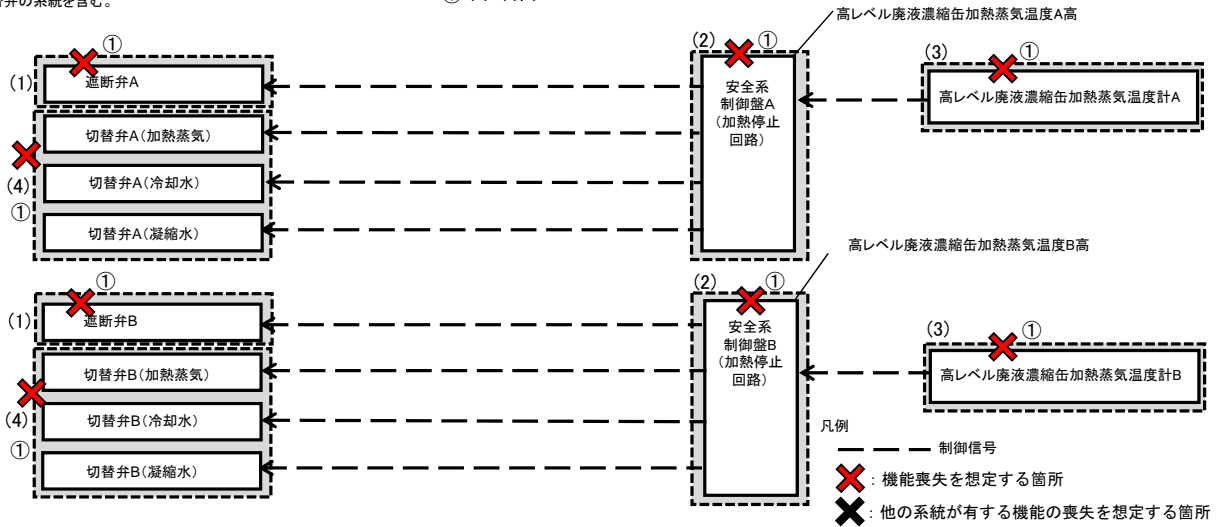 替弁の系統を含む。
高レベル廃液濃縮缶加熱蒸気温度A高
(1)
①
遮断弁A
切替弁A(加熱蒸気)
(4)
切替弁A(冷却水)
①
切替弁A(凝縮水)
(2)
①
安全系
制御盤A
(加熱停止
回路)
(3)
①
高レベル廃液濃縮缶加熱蒸気温度計A
高レベル廃液濃縮缶加熱蒸気温度B高
(1)
①
遮断弁B
切替弁B(加熱蒸気)
(4)
切替弁B(冷却水)
①
切替弁B(凝縮水)
(2)
①
安全系
制御盤B
(加熱停止
回路)
(3)
①
高レベル廃液濃縮缶加熱蒸気温度計B
凡例
制御信号
：機能喪失を想定する箇所
：他の系統が有する機能の喪失を想定する箇所